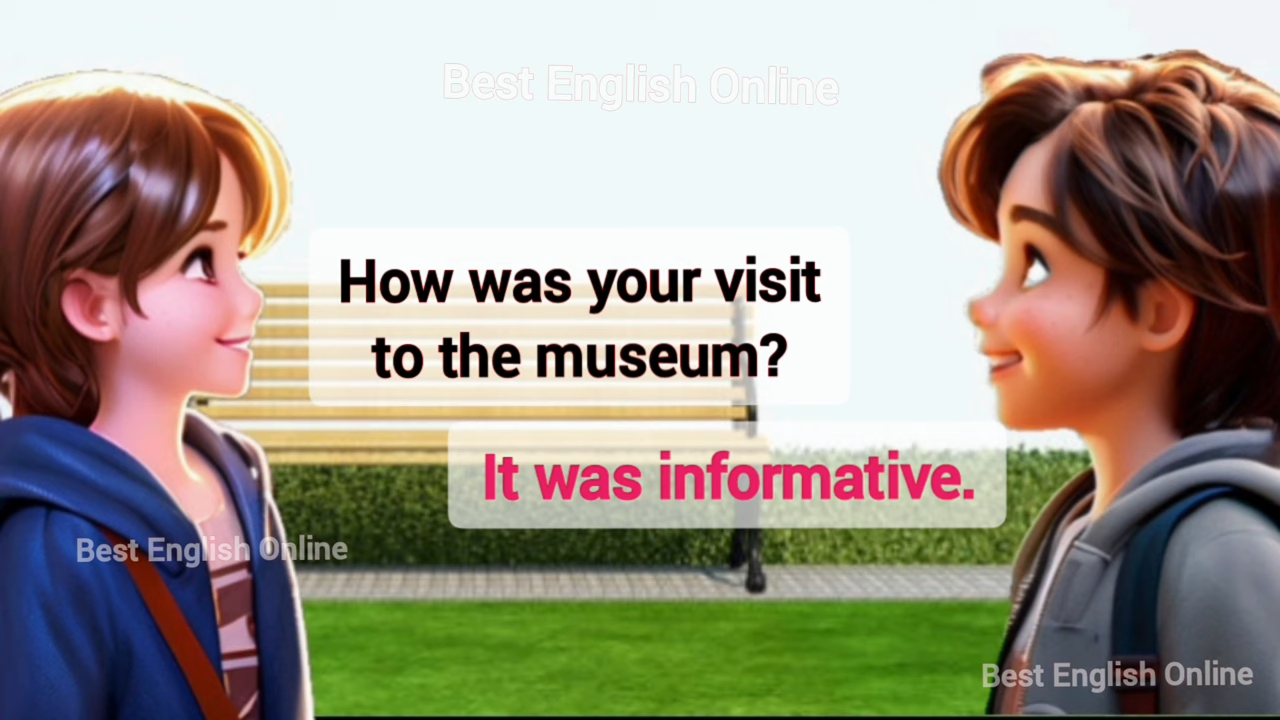 Best English Online
How was your visit
to the museum?
It was informative.
Best English Online
Best English Online